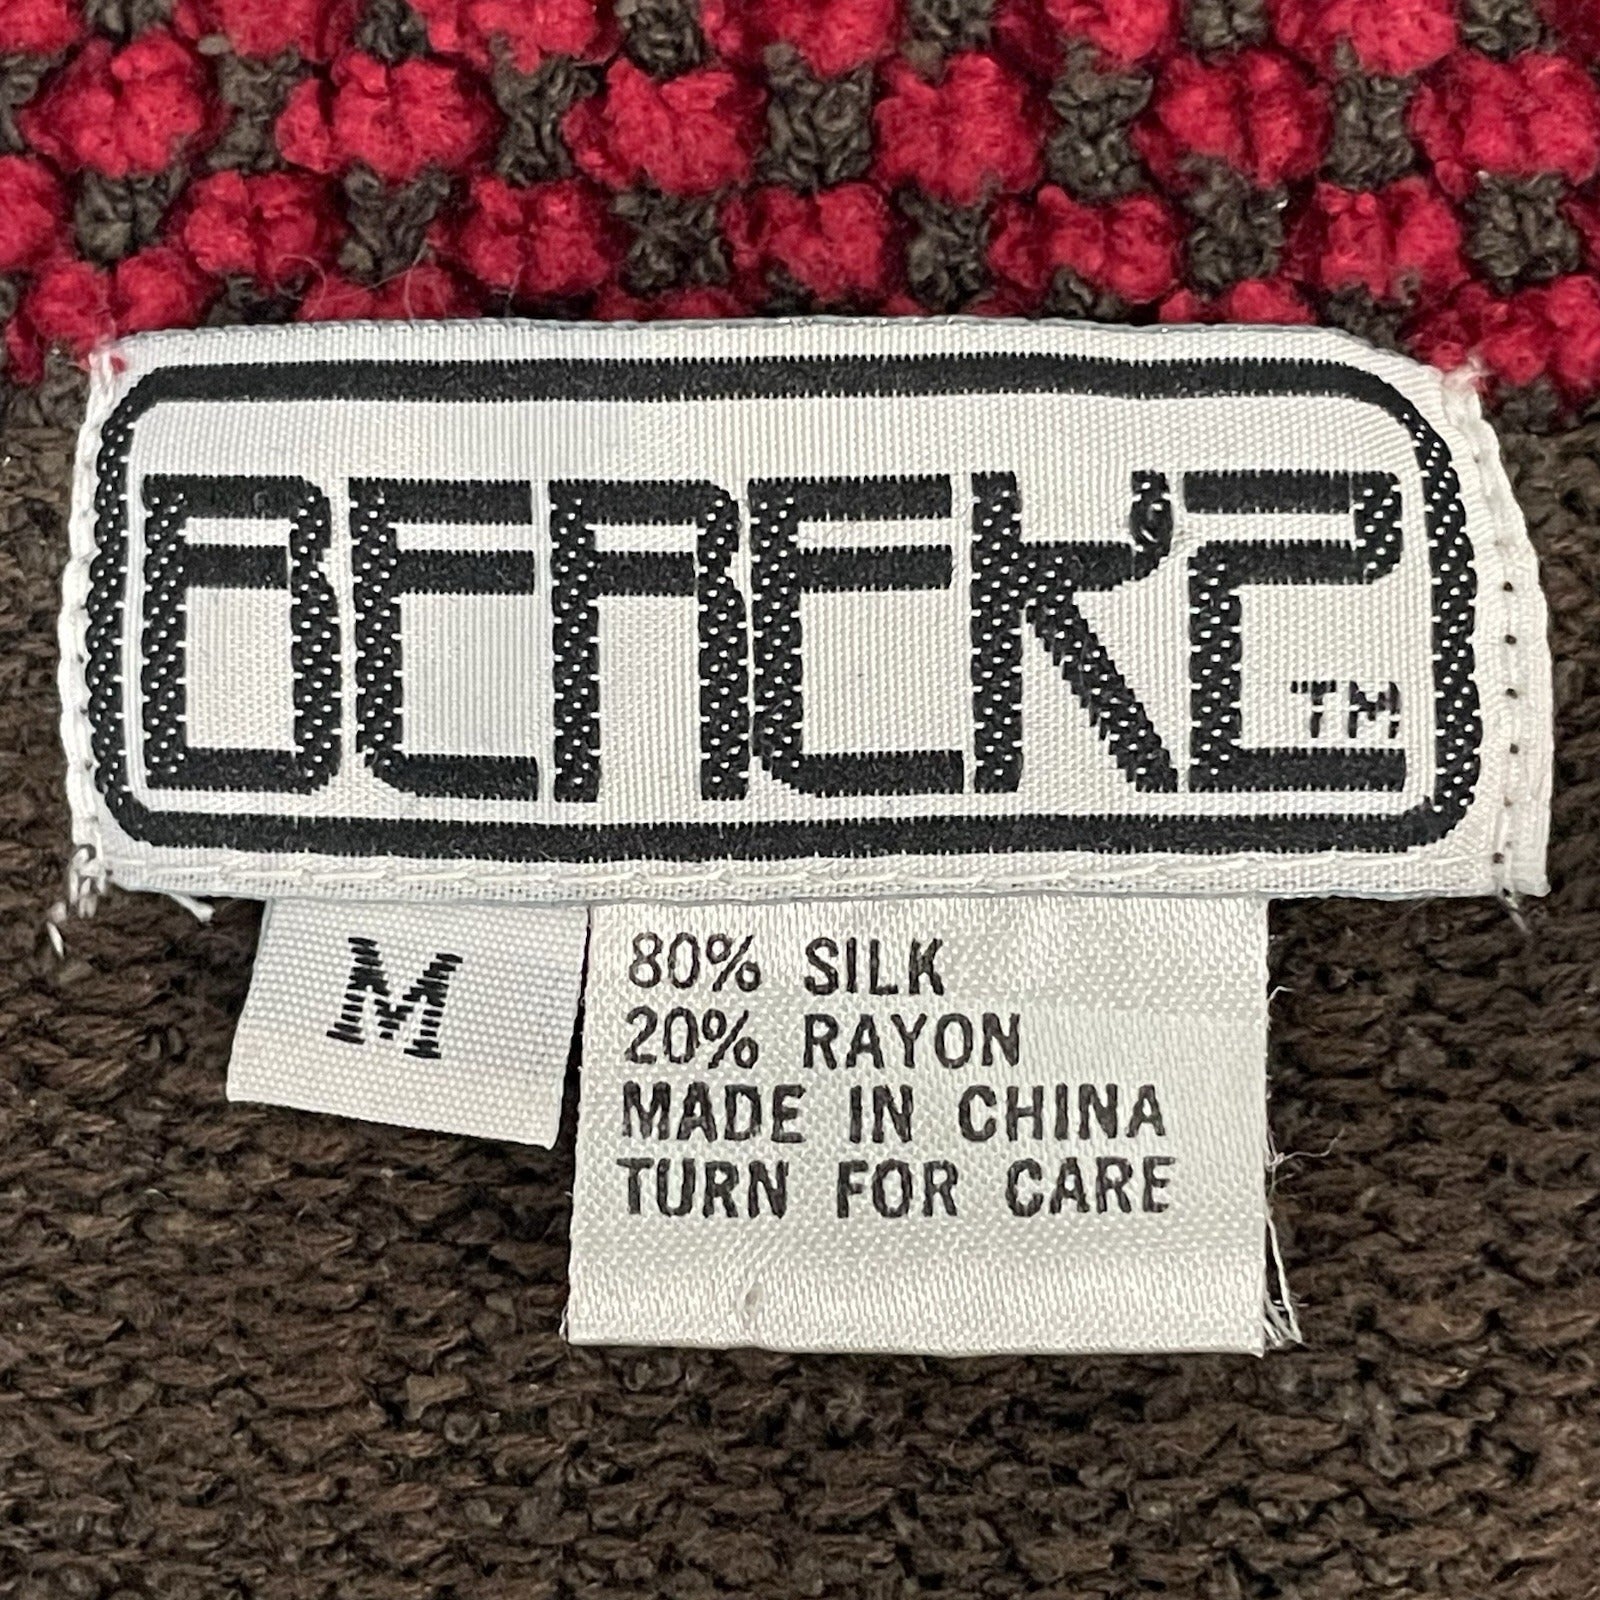 BEREK'2
TM
M
80% SILK
20% RAYON
MADE IN CHINA
TURN FOR CARE